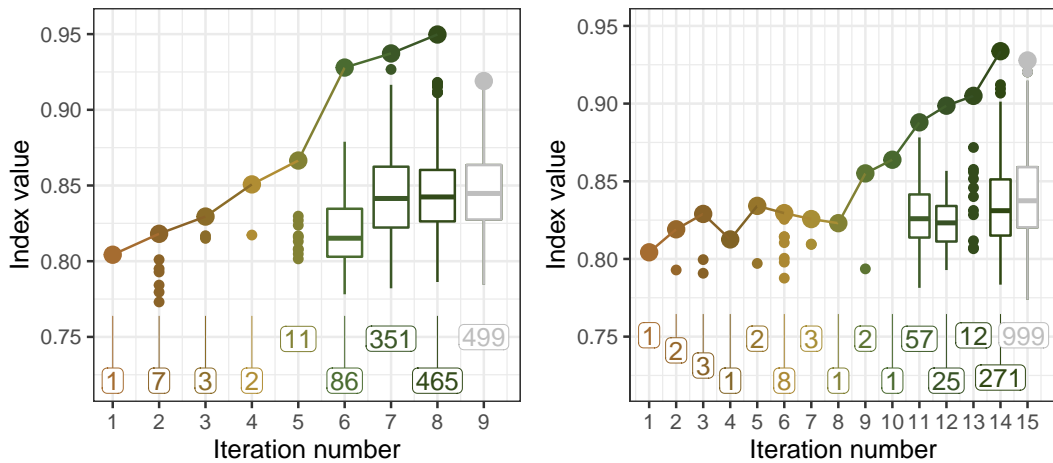 0.95
0.90
0.85
0.80
0.75
Index value
1 7 3 2 11 86 351 465 499
1 2 3 4 5 6 7 8 9
Iteration number
0.95
0.90
0.85
0.80
0.75
Index value
1 2 3 1 2 8 3 1 2 1 57 25 12 271 999
1 2 3 4 5 6 7 8 9 10 11 12 13 14 15
Iteration number